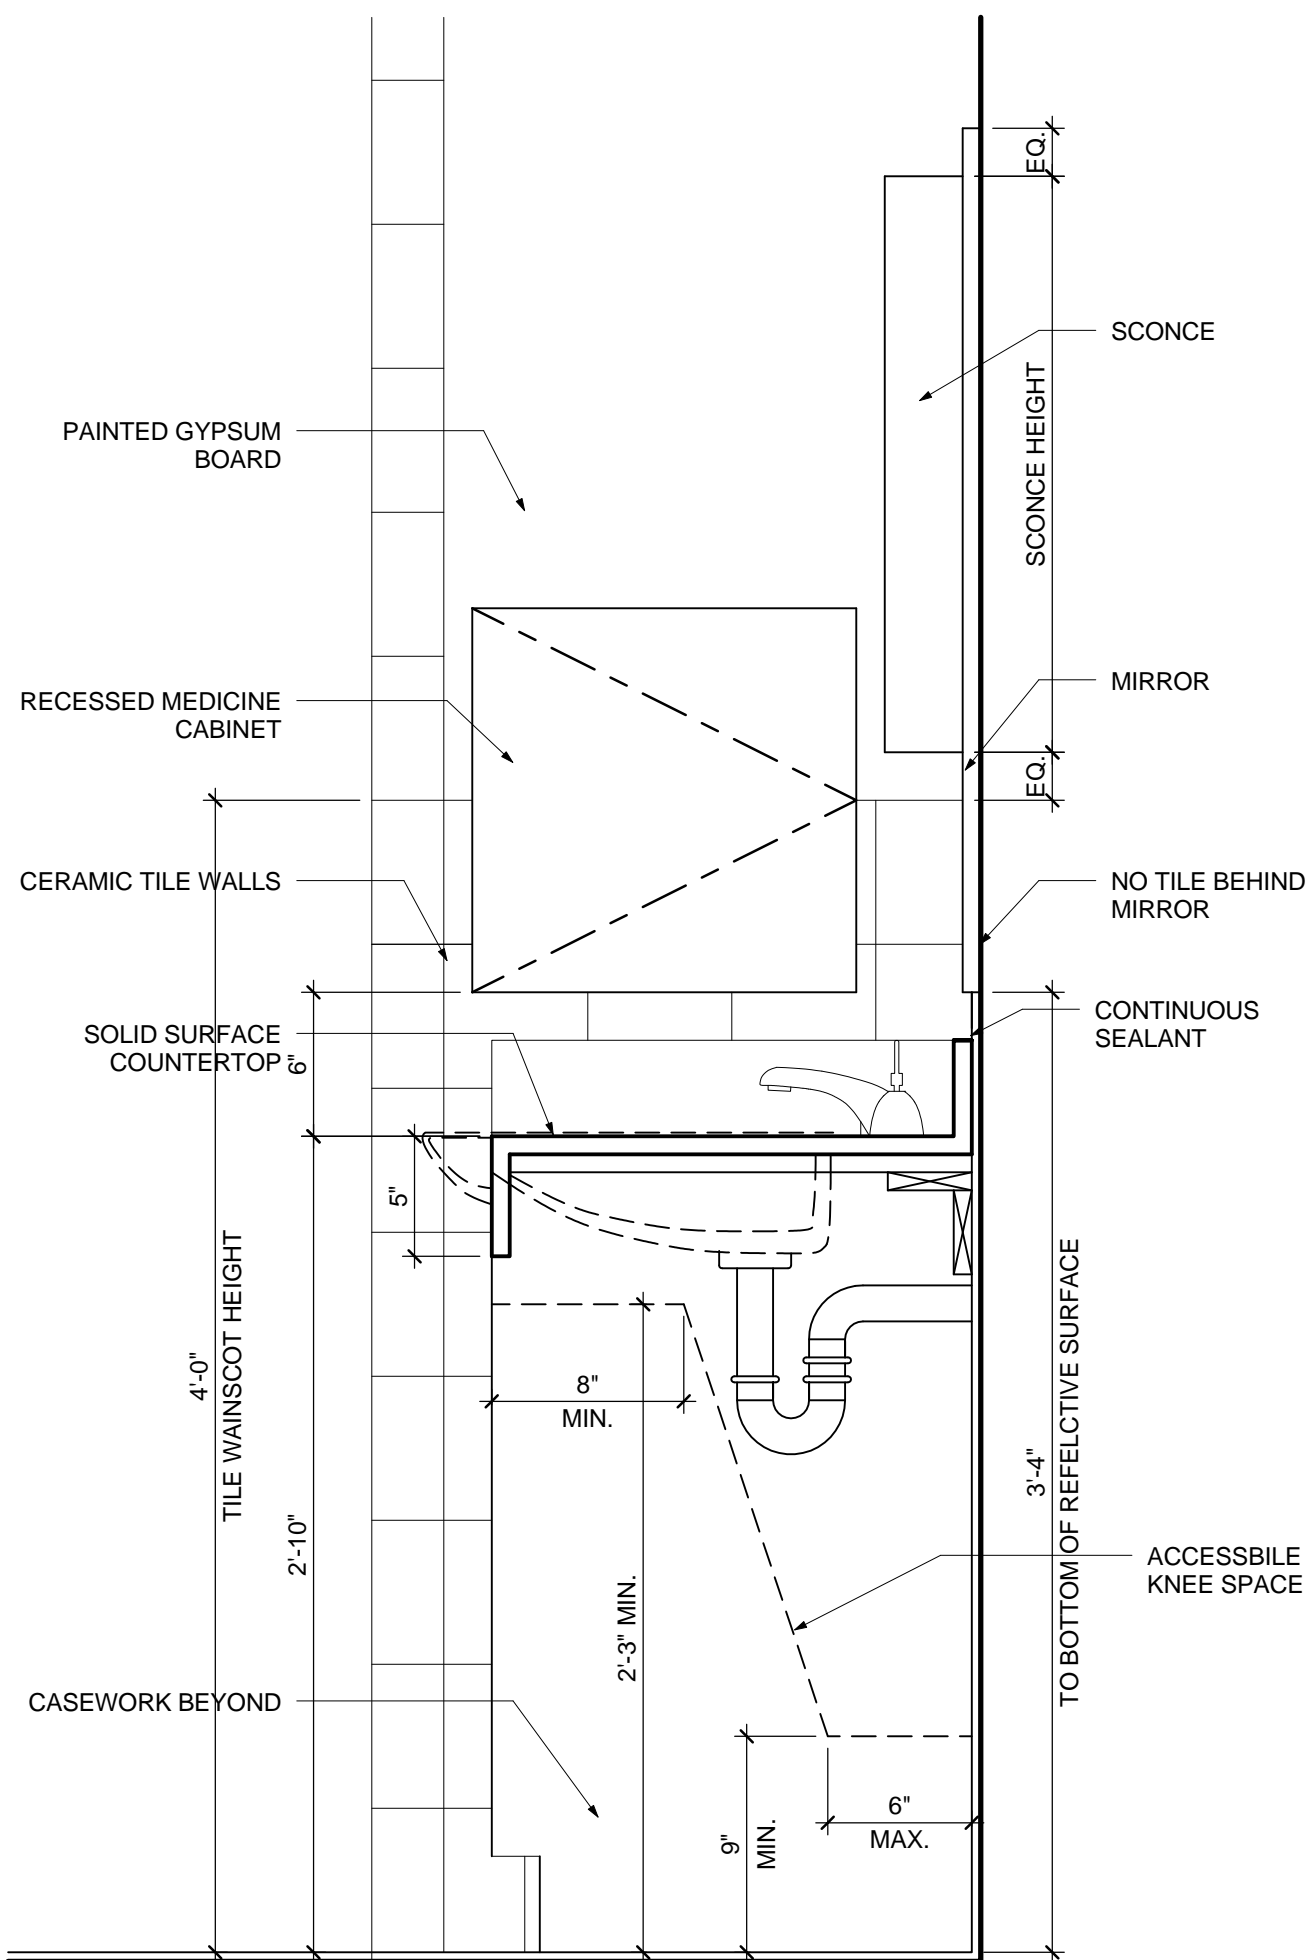 EQ.
SCONCE
SCONCE HEIGHT
PAINTED GYPSUM
BOARD
RECESSED MEDICINE
CABINET
MIRROR
EQ.
CERAMIC TILE WALLS
NO TILE BEHIND
MIRROR
SOLID SURFACE
COUNTERTOP
6"
CONTINUOUS
SEALANT
5"
4'-0"
TILE WAINSCOT HEIGHT
8"
MIN.
2'-10"
2'-3" MIN.
3'-4"
TO BOTTOM OF REFELCTIVE SURFACE
ACCESSBILE
KNEE SPACE
CASEWORK BEYOND
9"
MIN.
6"
MAX.